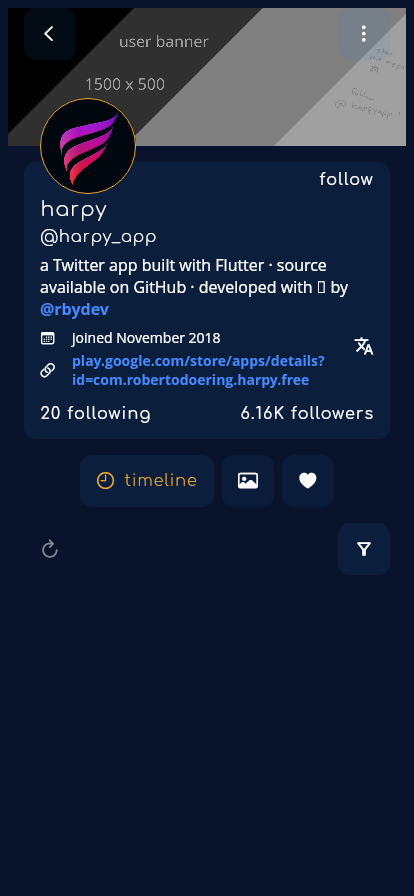 user banner
1500 x 500
follow
@ harpy_app !
follow
harpy
@harpy_app
a Twitter app built with Flutter · source
available on GitHub · developed with by
@rbydev
joined November 2018
play.google.com/store/apps/details?
id=com.robertodoering.harpy.free
20 following
6.16K followers
timeline